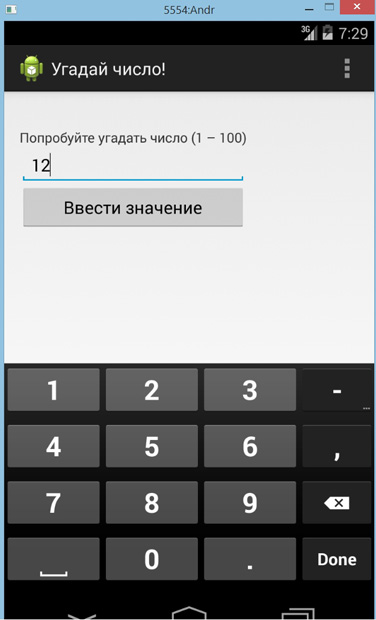 5554:Andr
3G 7:29
Угадай число!
Попробуйте угадать число (1 – 100)
12
Ввести значение
1 2 3 -
...
4 5 6 ,
7 8 9
0 . Done